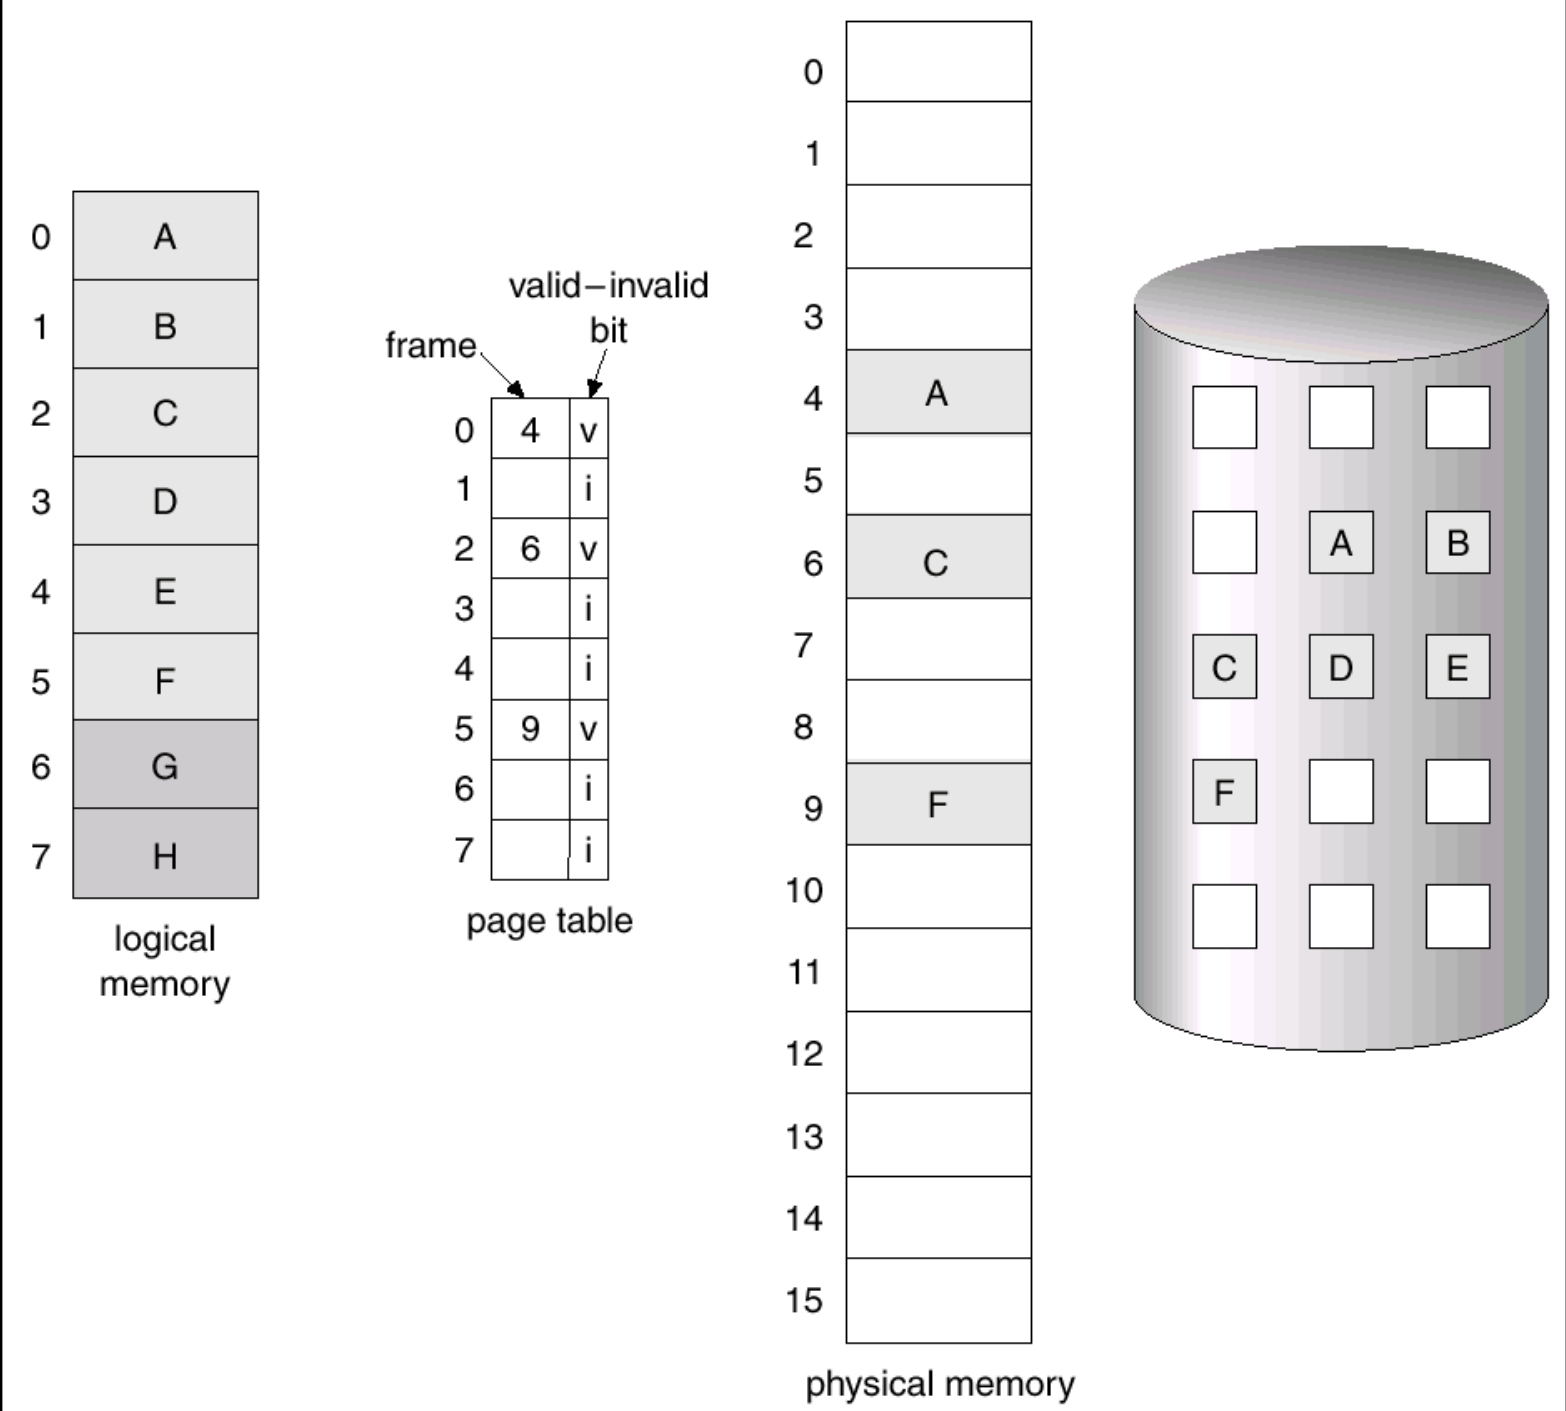 0 A
1 B
2 C
3 D
4 E
5 F
6 G
7 H
logical
memory
valid–invalid
bit
frame
0 4 v
1 i
2 6 v
3 i
4 i
5 9 v
6 i
7 i
page table
0
1
2
3
4 A
5
6 C
7
8
9 F
10
11
12
13
14
15
physical memory
A B
C D E
F